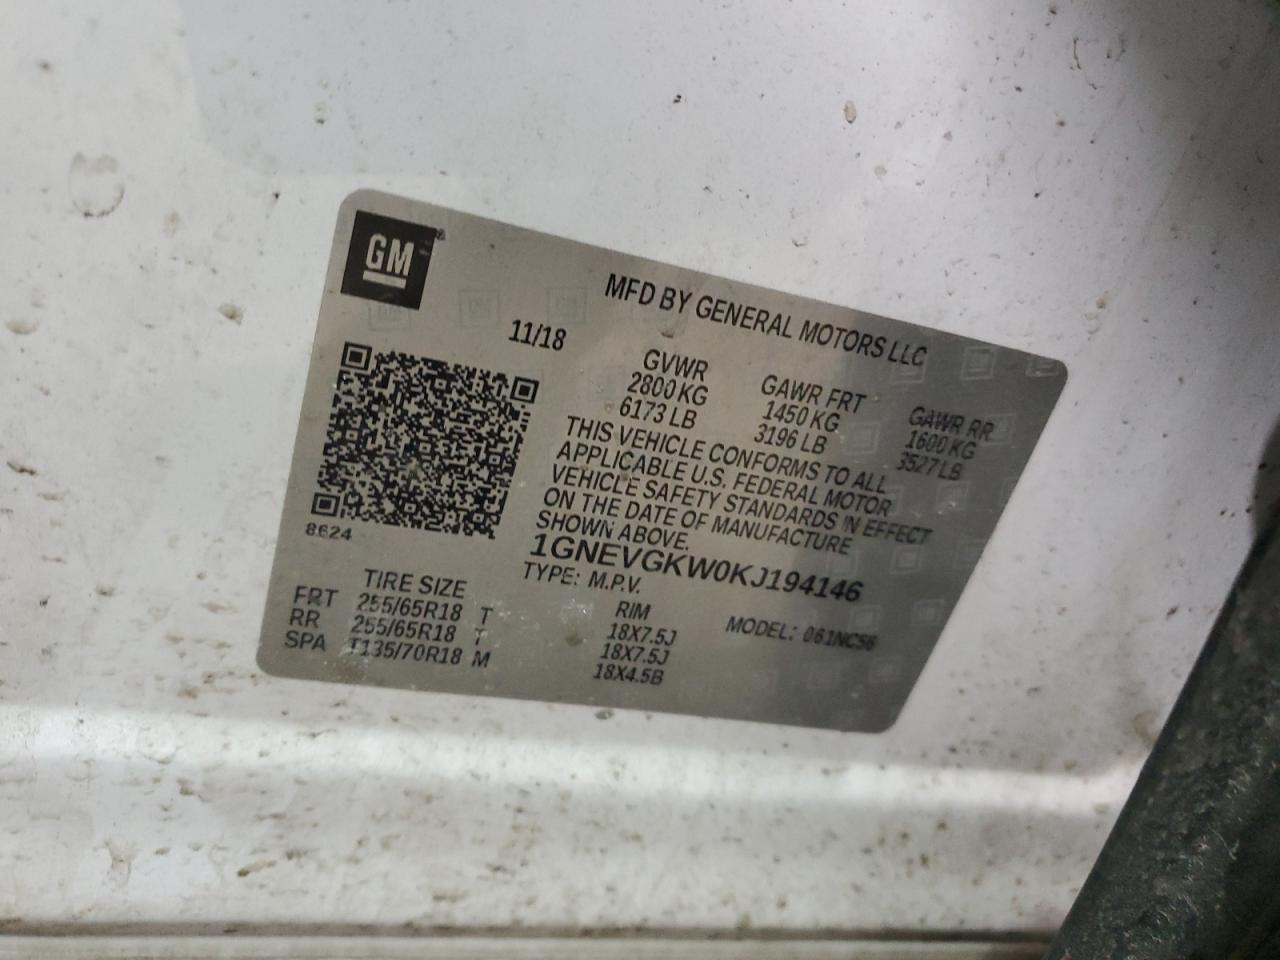 GM
MFD BY GENERAL MOTORS LLC
11/18
GVWR GAWR FRT GAWR RR
2800 KG 1450 KG 1600 KG
6173 LB 3196 LB 3527 LB
THIS VEHICLE CONFORMS TO ALL
APPLICABLE U.S. FEDERAL MOTOR
VEHICLE SAFETY STANDARDS IN EFFECT
ON THE DATE OF MANUFACTURE
SHOWN ABOVE.
8624
1GNEVGKW0KJ194146
TYPE: M.P.V. MODEL: 061NC56
TIRE SIZE RIM
FRT 255/65R18 T 18X7.5J
RR 255/65R18 T 18X7.5J
SPA T135/70R18 M 18X4.5B